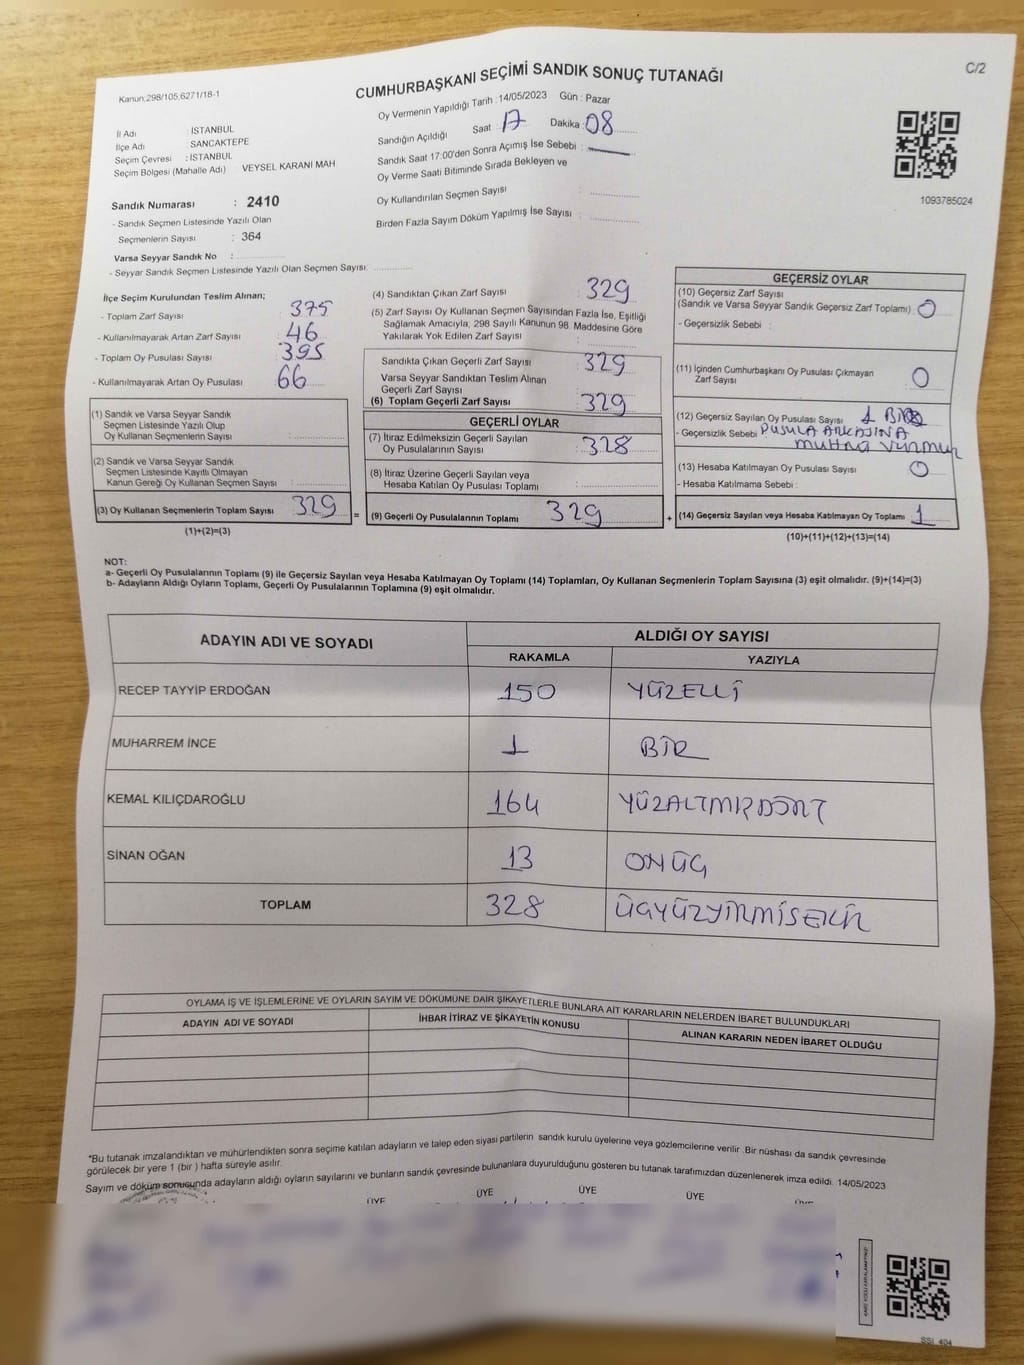 C/2
Kanun;298/105;6271/18-1
CUMHURBAŞKANI SEÇİMİ SANDIK SONUÇ TUTANAĞI
İl Adı : İSTANBUL
İlçe Adı : SANCAKTEPE
Seçim Çevresi : İSTANBUL
Seçim Bölgesi (Mahalle Adı) VEYSEL KARANI MAH
Sandık Numarası : 2410
- Sandık Seçmen Listesinde Yazılı Olan
Seçmenlerin Sayısı : 364
Varsa Seyyar Sandık No :
- Seyyar Sandık Seçmen Listesinde Yazılı Olan Seçmen Sayısı:
Oy Vermenin Yapıldığı Tarih :14/05/2023 Gün : Pazar
Sandığın Açıldığı Saat 17 Dakika :08
Sandık Saat 17:00'den Sonra Açımış İse Sebebi :
Oy Verme Saati Bitiminde Sırada Bekleyen ve
Oy Kullandırılan Seçmen Sayısı :
Birden Fazla Sayım Döküm Yapılmış İse Sayısı :
1093785024
İlçe Seçim Kurulundan Teslim Alınan;
- Toplam Zarf Sayısı : 375
- Kullanılmayarak Artan Zarf Sayısı : 46
- Toplam Oy Pusulası Sayısı : 395
- Kullanılmayarak Artan Oy Pusulası : 66
(1) Sandık ve Varsa Seyyar Sandık
Seçmen Listesinde Yazılı Olup
Oy Kullanan Seçmenlerin Sayısı :
(2) Sandık ve Varsa Seyyar Sandık
Seçmen Listesinde Kayıtlı Olmayan
Kanun Gereği Oy Kullanan Seçmen Sayısı :
(3) Oy Kullanan Seçmenlerin Toplam Sayısı 329
(1)+(2)=(3)
=
(4) Sandıktan Çıkan Zarf Sayısı : 329
(5) Zarf Sayısı Oy Kullanan Seçmen Sayısından Fazla İse, Eşitliği
Sağlamak Amacıyla, 298 Sayılı Kanunun 98. Maddesine Göre
Yakılarak Yok Edilen Zarf Sayısı :
Sandıkta Çıkan Geçerli Zarf Sayısı : 329
Varsa Seyyar Sandıktan Teslim Alınan
Geçerli Zarf Sayısı :
(6) Toplam Geçerli Zarf Sayısı : 329
GEÇERLİ OYLAR
(7) İtiraz Edilmeksizin Geçerli Sayılan
Oy Pusulalarının Sayısı : 328
(8) İtiraz Üzerine Geçerli Sayılan veya
Hesaba Katılan Oy Pusulası Toplamı :
(9) Geçerli Oy Pusulalarının Toplamı : 329
+
GEÇERSİZ OYLAR
(10) Geçersiz Zarf Sayısı
(Sandık ve Varsa Seyyar Sandık Geçersiz Zarf Toplamı) : 0
- Geçersizlik Sebebi :
(11) İçinden Cumhurbaşkanı Oy Pusulası Çıkmayan
Zarf Sayısı : 0
(12) Geçersiz Sayılan Oy Pusulası Sayısı : 1 BİR
- Geçersizlik Sebebi : PUSULA ARKASINA
MUHÜR VURMUŞ
(13) Hesaba Katılmayan Oy Pusulası Sayısı : 0
- Hesaba Katılmama Sebebi :
(14) Geçersiz Sayılan veya Hesaba Katılmayan Oy Toplamı : 1
(10)+(11)+(12)+(13)=(14)
NOT:
a- Geçerli Oy Pusulalarının Toplamı (9) ile Geçersiz Sayılan veya Hesaba Katılmayan Oy Toplamı (14) Toplamları, Oy Kullanan Seçmenlerin Toplam Sayısına (3) eşit olmalıdır. (9)+(14)=(3)
b- Adayların Aldığı Oyların Toplamı, Geçerli Oy Pusulalarının Toplamına (9) eşit olmalıdır.
ADAYIN ADI VE SOYADI ALDIĞI OY SAYISI
RAKAMLA YAZIYLA
RECEP TAYYİP ERDOĞAN 150 YÜZELLİ
MUHARREM İNCE 1 BİR
KEMAL KILIÇDAROĞLU 164 YÜZALTMIŞDÖRT
SİNAN OĞAN 13 ONÜÇ
TOPLAM 328 ÜÇYÜZYİRMİSEKİZ
OYLAMA İŞ VE İŞLEMLERİNE VE OYLARIN SAYIM VE DÖKÜMÜNE DAİR ŞİKAYETLERLE BUNLARA AİT KARARLARIN NELERDEN İBARET BULUNDUKLARI
ADAYIN ADI VE SOYADI İHBAR İTİRAZ VE ŞİKAYETİN KONUSU ALINAN KARARIN NEDEN İBARET OLDUĞU
*Bu tutanak imzalandıktan ve mühürlendikten sonra seçime katılan adayların ve talep eden siyasi partilerin sandık kurulu üyelerine veya gözlemcilerine verilir .Bir nüshası da sandık çevresinde
görülecek bir yere 1 (bir ) hafta süreyle asılır.
Sayım ve döküm sonucunda adayların aldığı oyların sayılarını ve bunların sandık çevresinde bulunanlara duyurulduğunu gösteren bu tutanak tarafımızdan düzenlenerek imza edildi. 14/05/2023
ÜYE ÜYE ÜYE ÜYE
SSI_404